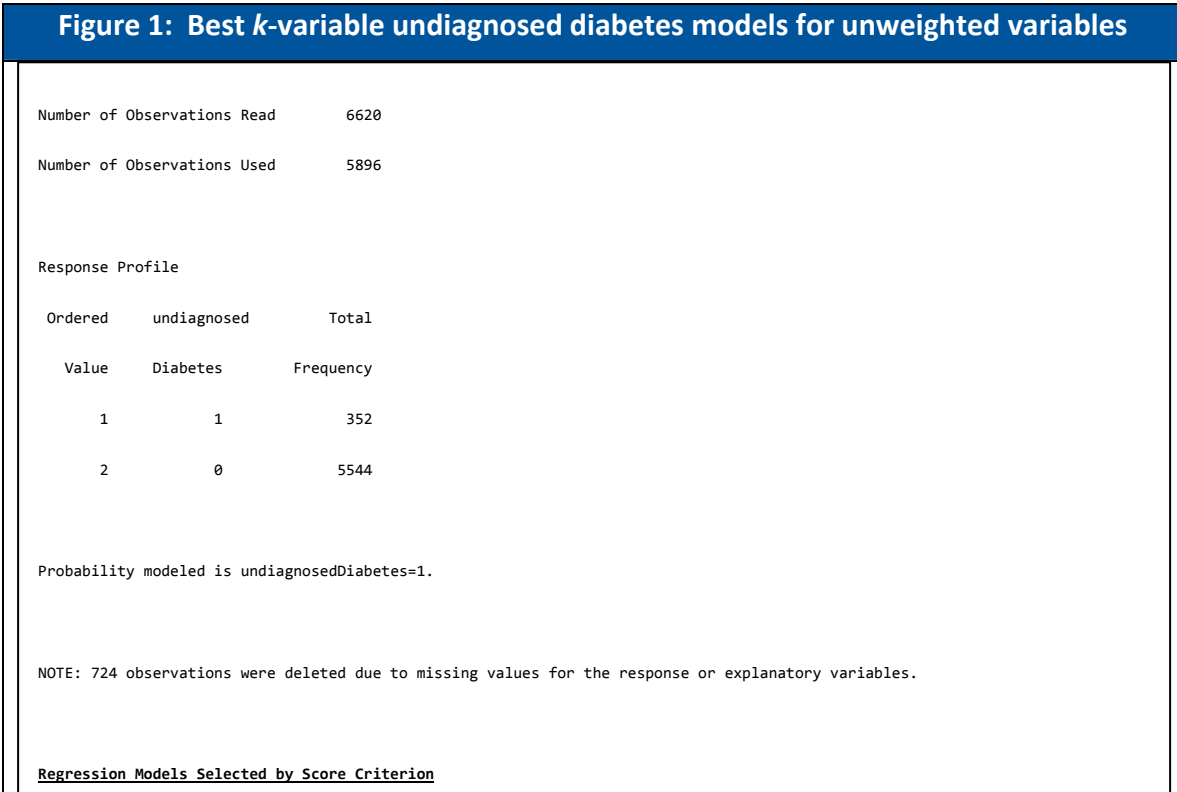 Figure 1: Best k-variable undiagnosed diabetes models for unweighted variables
Number of Observations Read 6620
Number of Observations Used 5896
Response Profile
Ordered undiagnosed Total
Value Diabetes Frequency
1 1 352
2 0 5544
Probability modeled is undiagnosedDiabetes=1.
NOTE: 724 observations were deleted due to missing values for the response or explanatory variables.
Regression Models Selected by Score Criterion